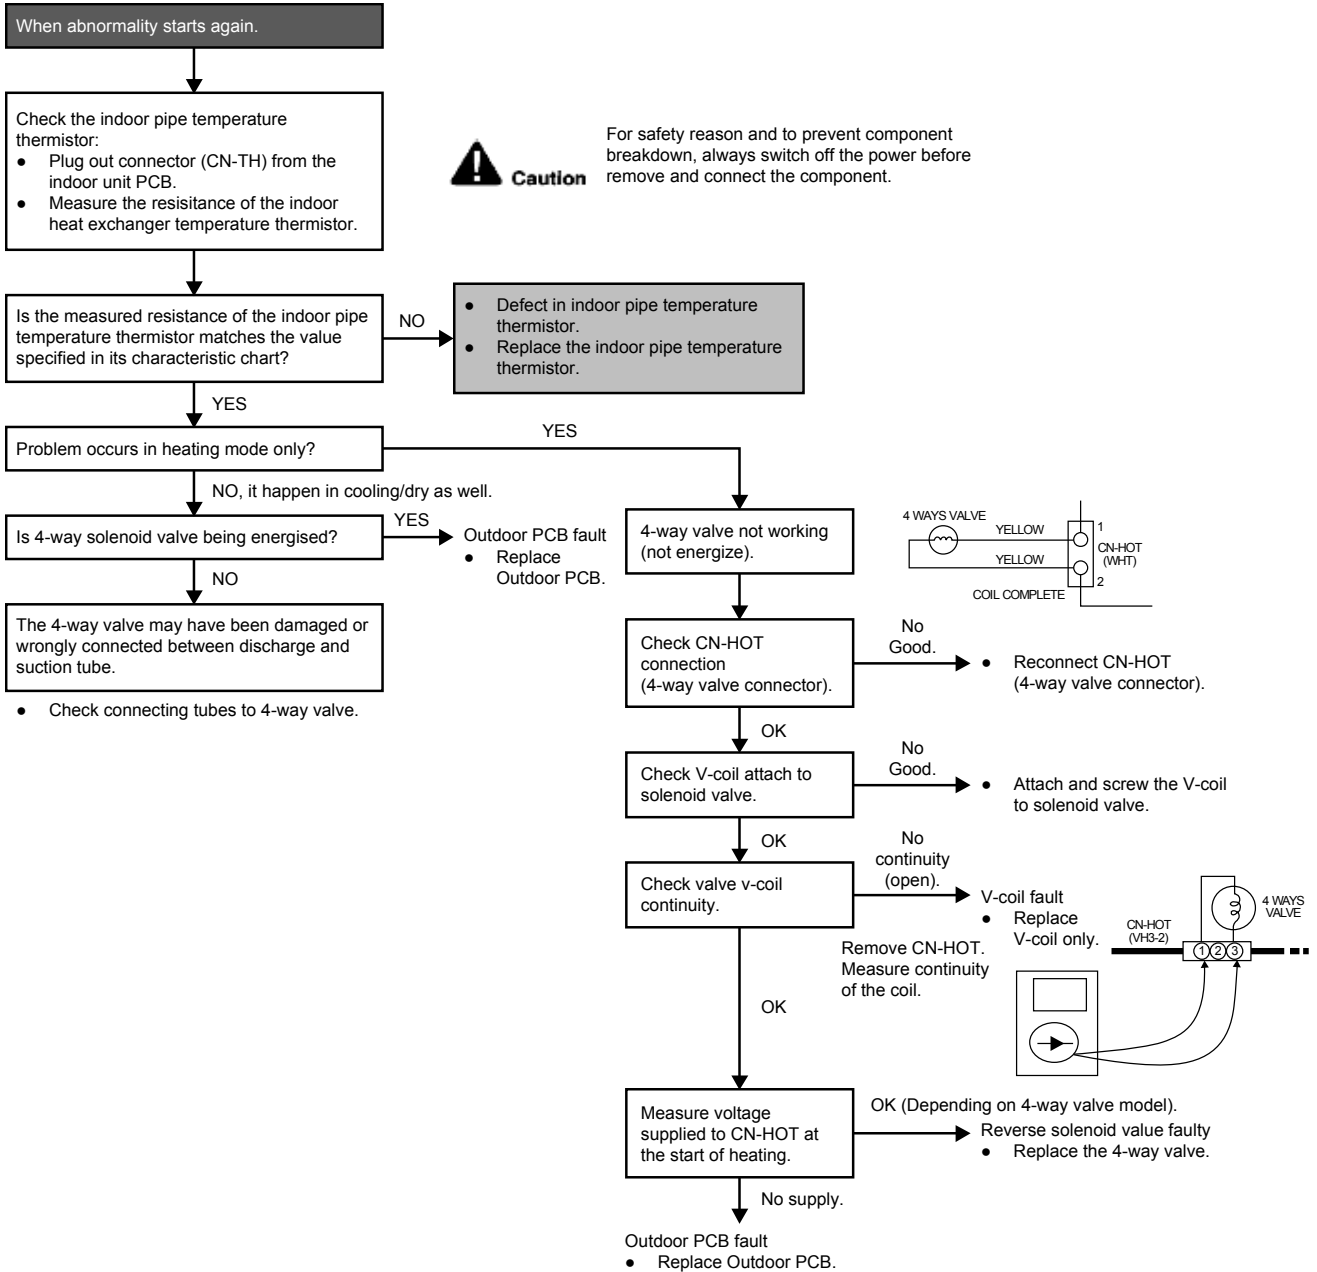 When abnormality starts again.
Check the indoor pipe temperature
thermistor:
● Plug out connector (CN-TH) from the
indoor unit PCB.
● Measure the resisitance of the indoor
heat exchanger temperature thermistor.
Caution
For safety reason and to prevent component
breakdown, always switch off the power before
remove and connect the component.
Is the measured resistance of the indoor pipe
temperature thermistor matches the value
specified in its characteristic chart?
NO
● Defect in indoor pipe temperature
thermistor.
● Replace the indoor pipe temperature
thermistor.
YES
Problem occurs in heating mode only?
YES
NO, it happen in cooling/dry as well.
Is 4-way solenoid valve being energised?
YES
Outdoor PCB fault
● Replace
Outdoor PCB.
NO
The 4-way valve may have been damaged or
wrongly connected between discharge and
suction tube.
● Check connecting tubes to 4-way valve.
4-way valve not working
(not energize).
4 WAYS VALVE
YELLOW
YELLOW
1
CN-HOT
(WHT)
2
COIL COMPLETE
Check CN-HOT
connection
(4-way valve connector).
No
Good.
● Reconnect CN-HOT
(4-way valve connector).
OK
Check V-coil attach to
solenoid valve.
No
Good.
● Attach and screw the V-coil
to solenoid valve.
OK
Check valve v-coil
continuity.
No
continuity
(open).
V-coil fault
● Replace
V-coil only.
Remove CN-HOT.
Measure continuity
of the coil.
4 WAYS
VALVE
CN-HOT
(VH3-2)
1 2 3
OK
Measure voltage
supplied to CN-HOT at
the start of heating.
OK (Depending on 4-way valve model).
Reverse solenoid value faulty
● Replace the 4-way valve.
No supply.
Outdoor PCB fault
● Replace Outdoor PCB.